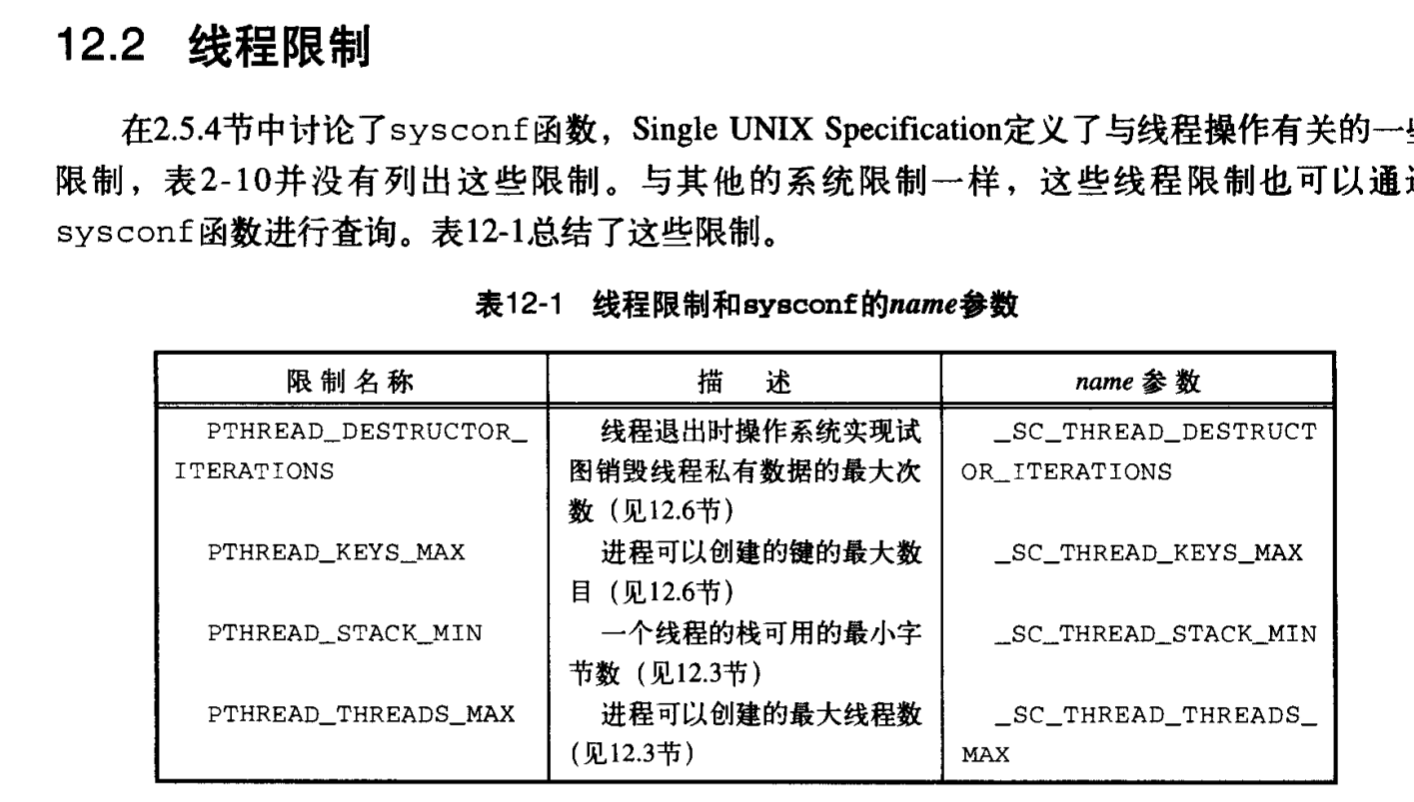 12.2 线程限制
在2.5.4节中讨论了sysconf函数，Single UNIX Specification定义了与线程操作有关的一些
限制，表2-10并没有列出这些限制。与其他的系统限制一样，这些线程限制也可以通过
sysconf函数进行查询。表12-1总结了这些限制。
表12-1 线程限制和sysconf的name参数
限制名称 描述 name参数
PTHREAD_DESTRUCTOR_ 线程退出时操作系统实现试 _SC_THREAD_DESTRUCT
ITERATIONS 图销毁线程私有数据的最大次 OR_ITERATIONS
数（见12.6节）
PTHREAD_KEYS_MAX 进程可以创建的键的最大数 _SC_THREAD_KEYS_MAX
目（见12.6节）
PTHREAD_STACK_MIN 一个线程的栈可用的最小字 _SC_THREAD_STACK_MIN
节数（见12.3节）
PTHREAD_THREADS_MAX 进程可以创建的最大线程数 _SC_THREAD_THREADS_
（见12.3节） MAX